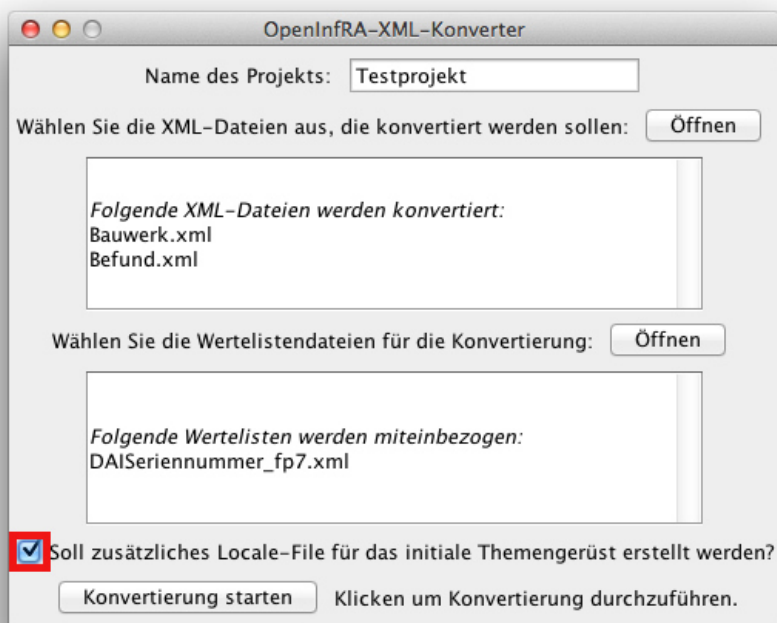 OpenInfRA-XML-Konverter
Name des Projekts: Testprojekt
Wählen Sie die XML-Dateien aus, die konvertiert werden sollen: Öffnen
Folgende XML-Dateien werden konvertiert:
Bauwerk.xml
Befund.xml
Wählen Sie die Wertelistendateien für die Konvertierung: Öffnen
Folgende Wertelisten werden miteinbezogen:
DAISeriennummer_fp7.xml
Soll zusätzliches Locale-File für das initiale Themengerüst erstellt werden?
Konvertierung starten Klicken um Konvertierung durchzuführen.